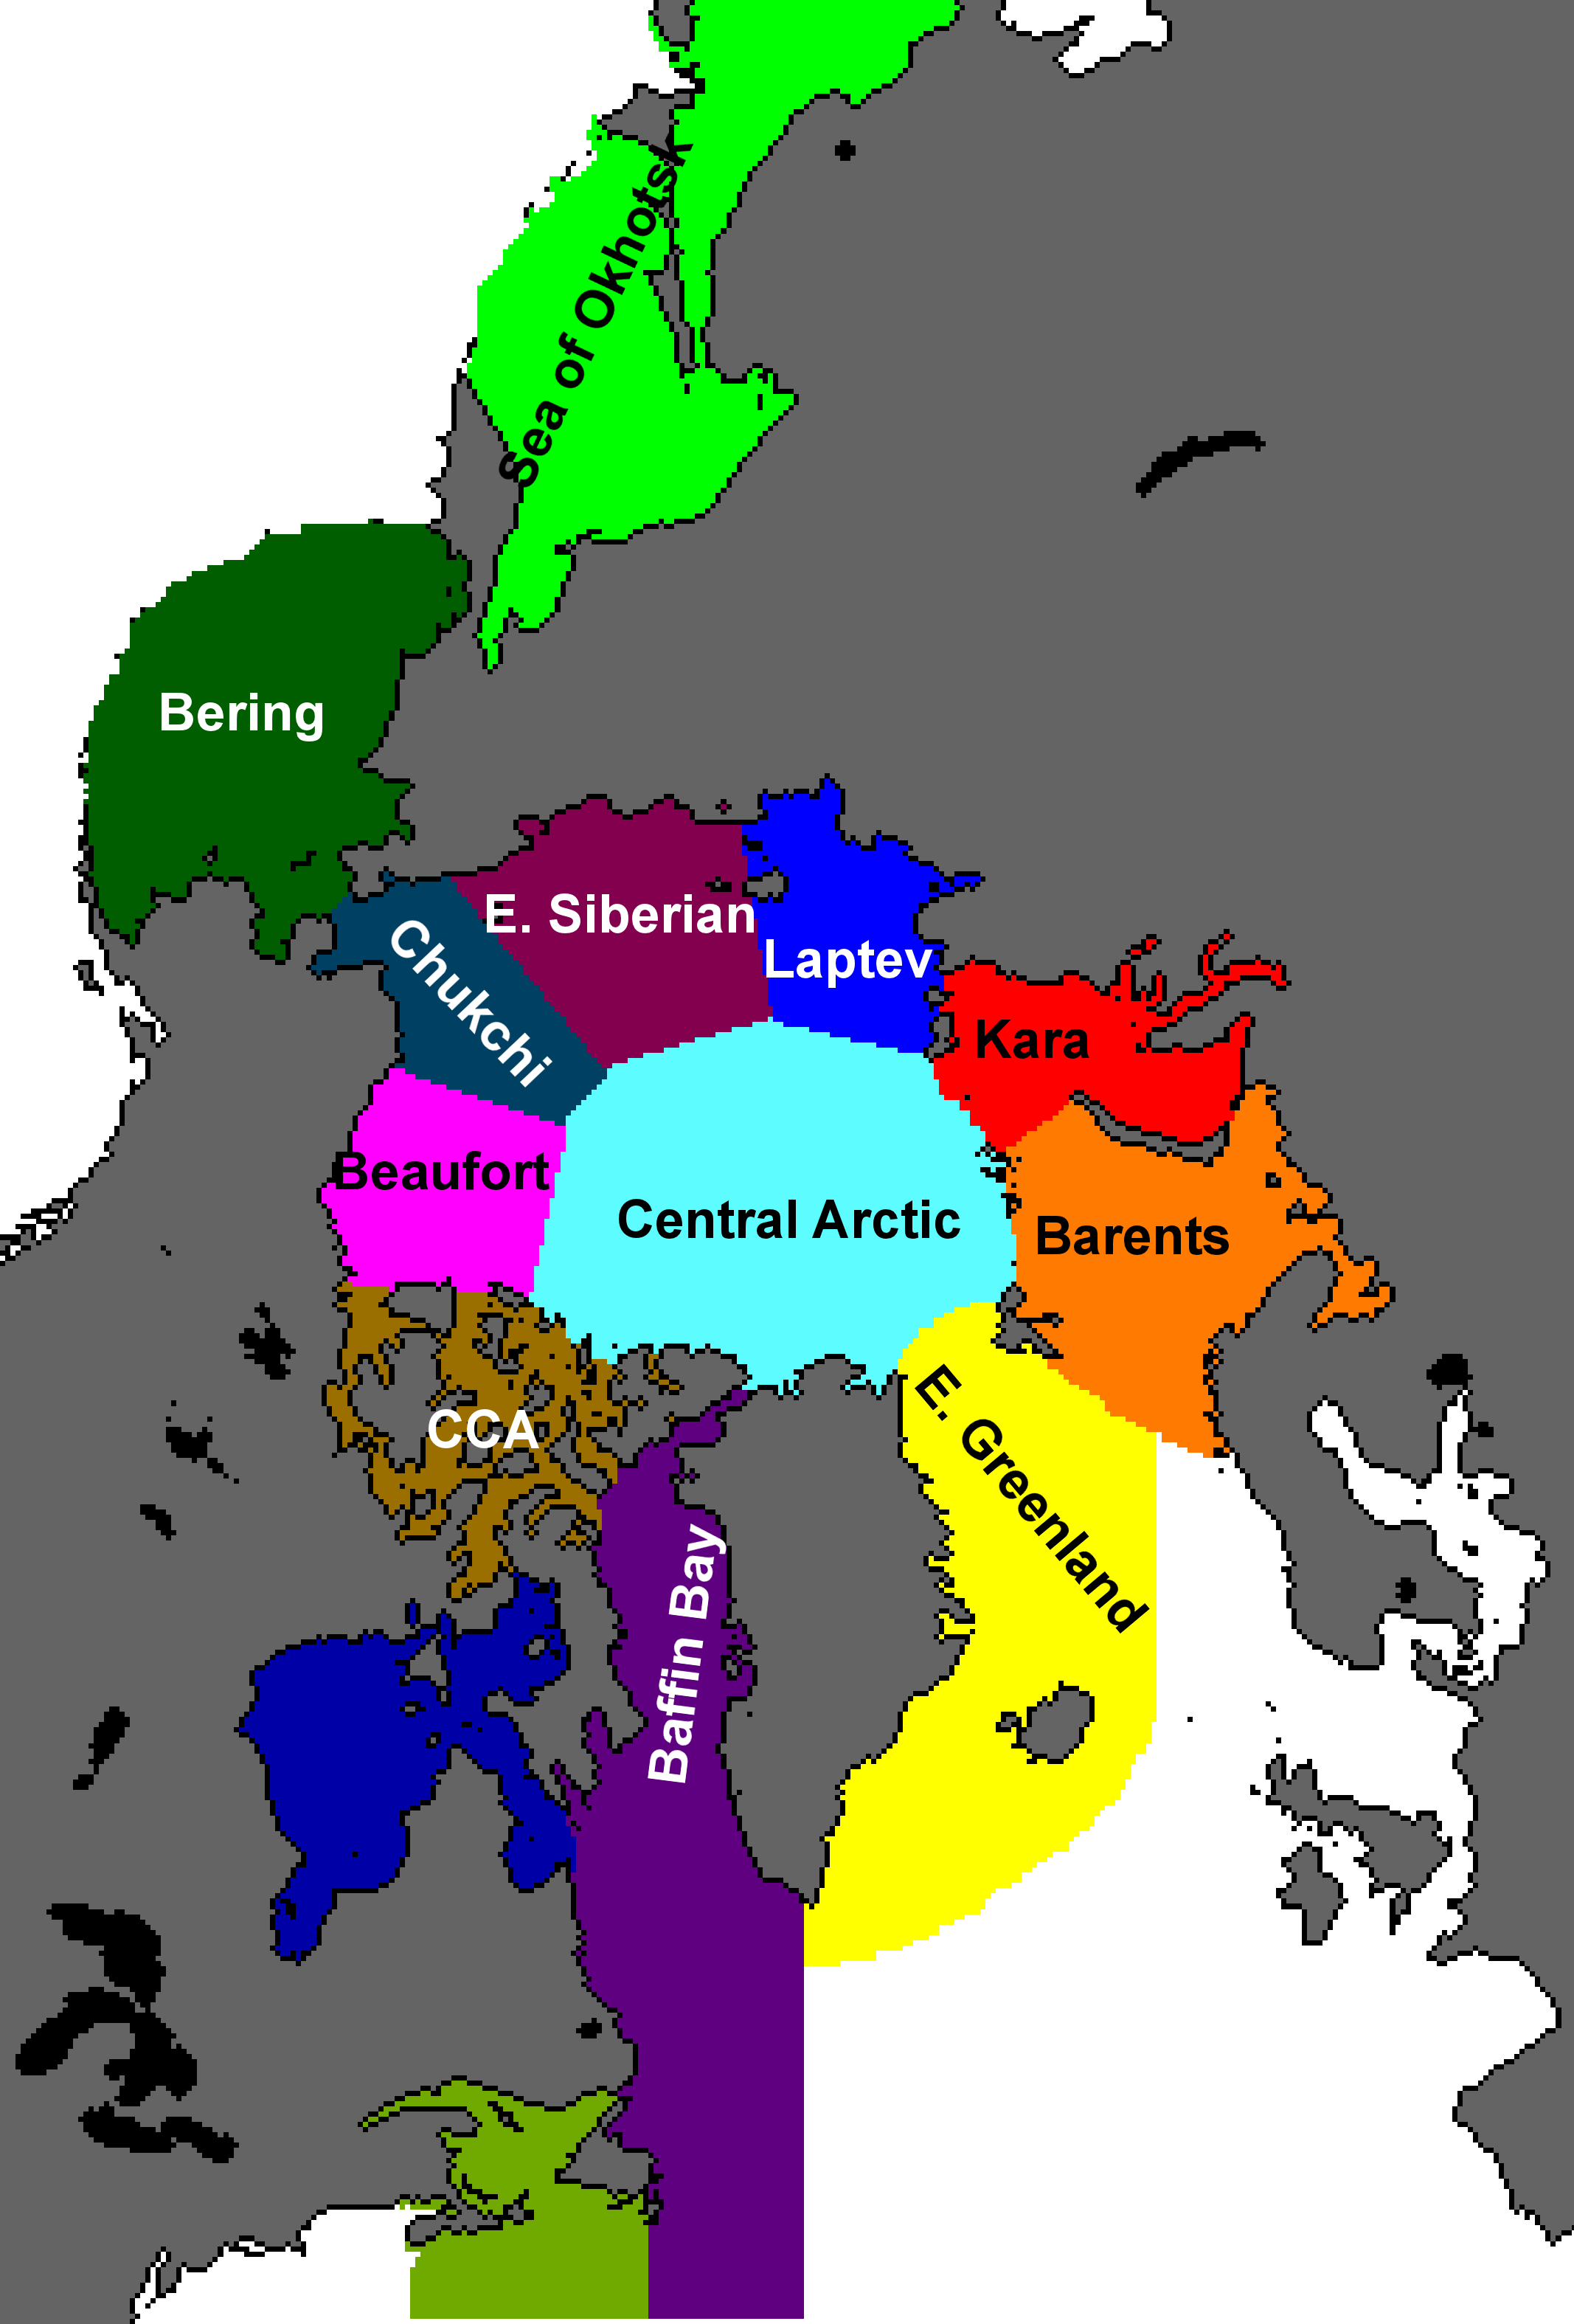 Sea of Okhotsk
Bering
E. Siberian
Chukchi
Laptev
Kara
Beaufort
Central Arctic
Barents
CCA
E. Greenland
Baffin Bay